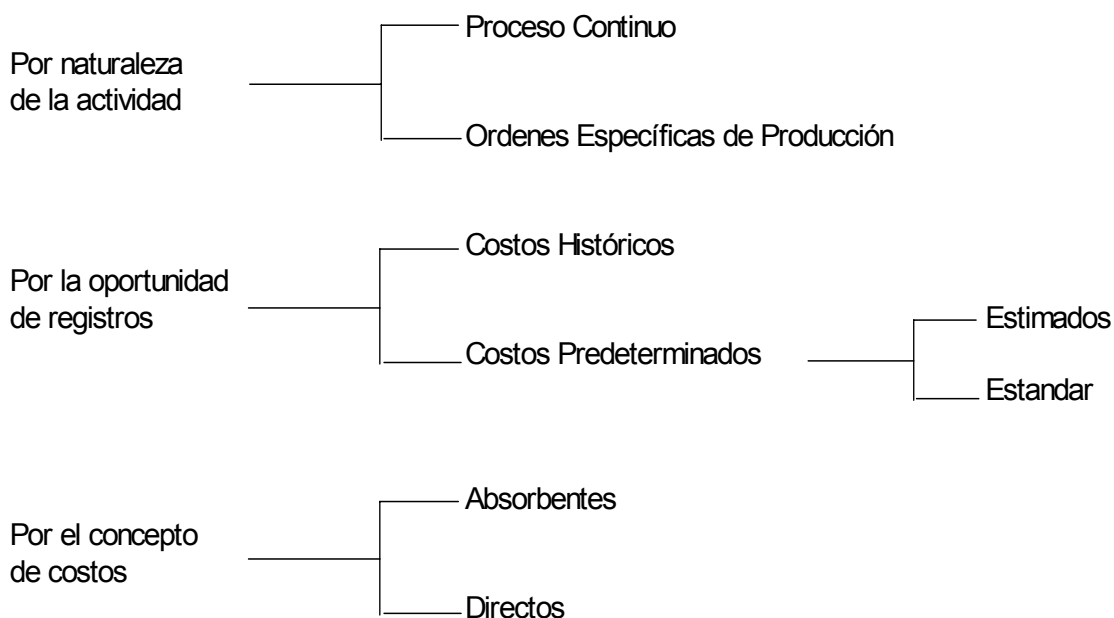 Proceso Continuo
Por naturaleza
de la actividad
Ordenes Específicas de Producción
Costos Históricos
Por la oportunidad
de registros
Estimados
Costos Predeterminados
Estandar
Absorbentes
Por el concepto
de costos
Directos